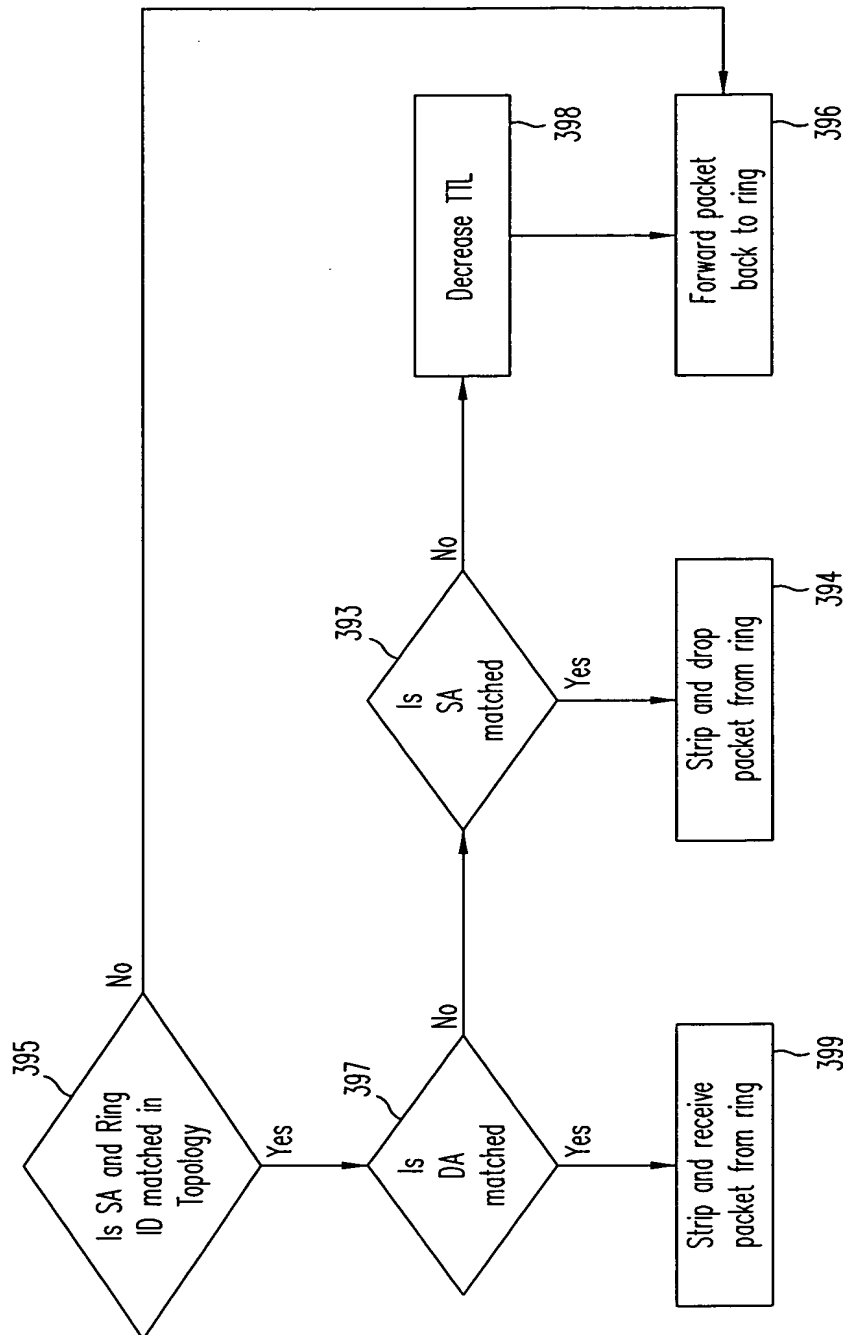 395
Is SA and Ring
ID matched in
Topology
No
Yes
397
Is
DA
matched
No
Yes
399
Strip and receive
packet from ring
393
Is
SA
matched
No
Yes
394
Strip and drop
packet from ring
398
Decrease TTL
396
Forward packet
back to ring